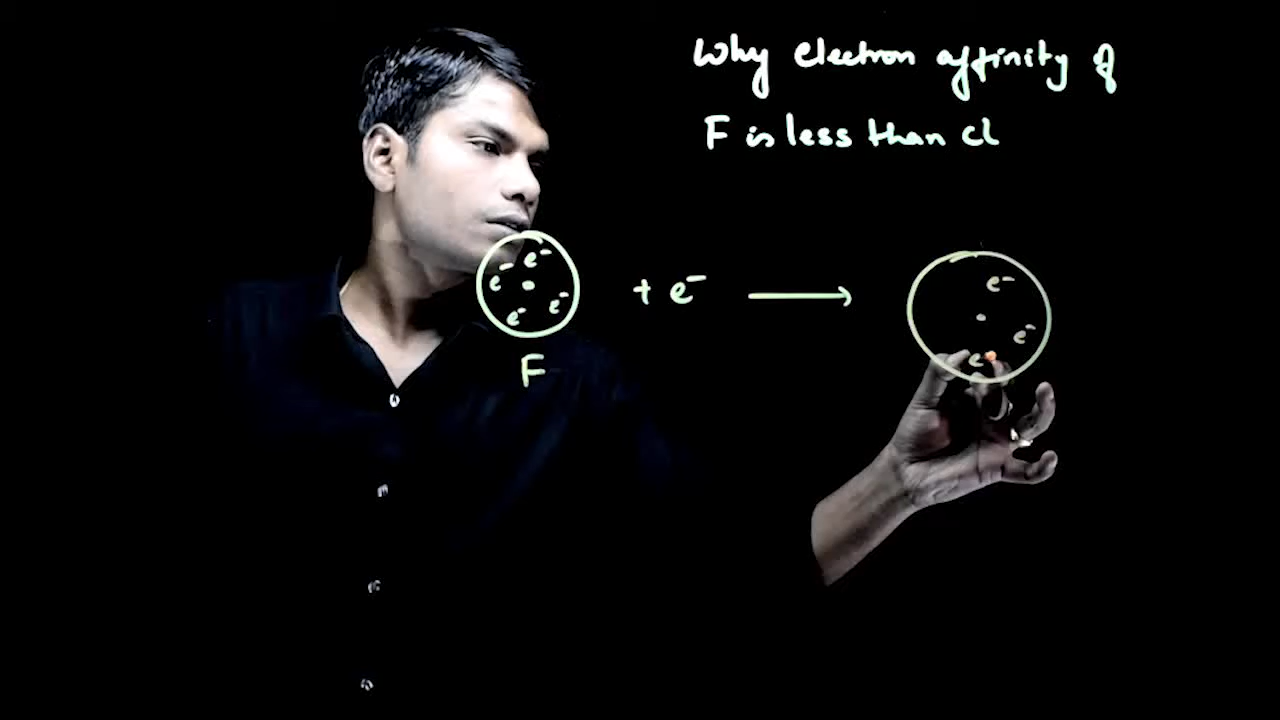 Why electron affinity of
F is less than Cl
e⁻ e⁻ e⁻ e⁻ + e⁻ → e⁻ e⁻ e
F